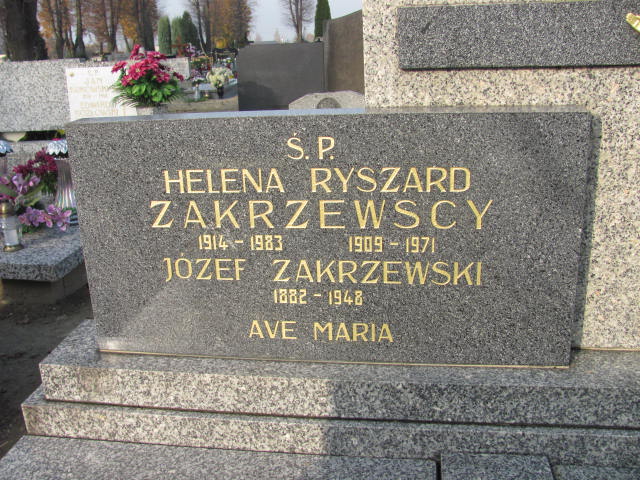 Ś.P.
HELENA RYSZARD
ZAKRZEWSCY
1914 - 1983 1909 - 1971
JÓZEF ZAKRZEWSKI
1882 - 1948
AVE MARIA